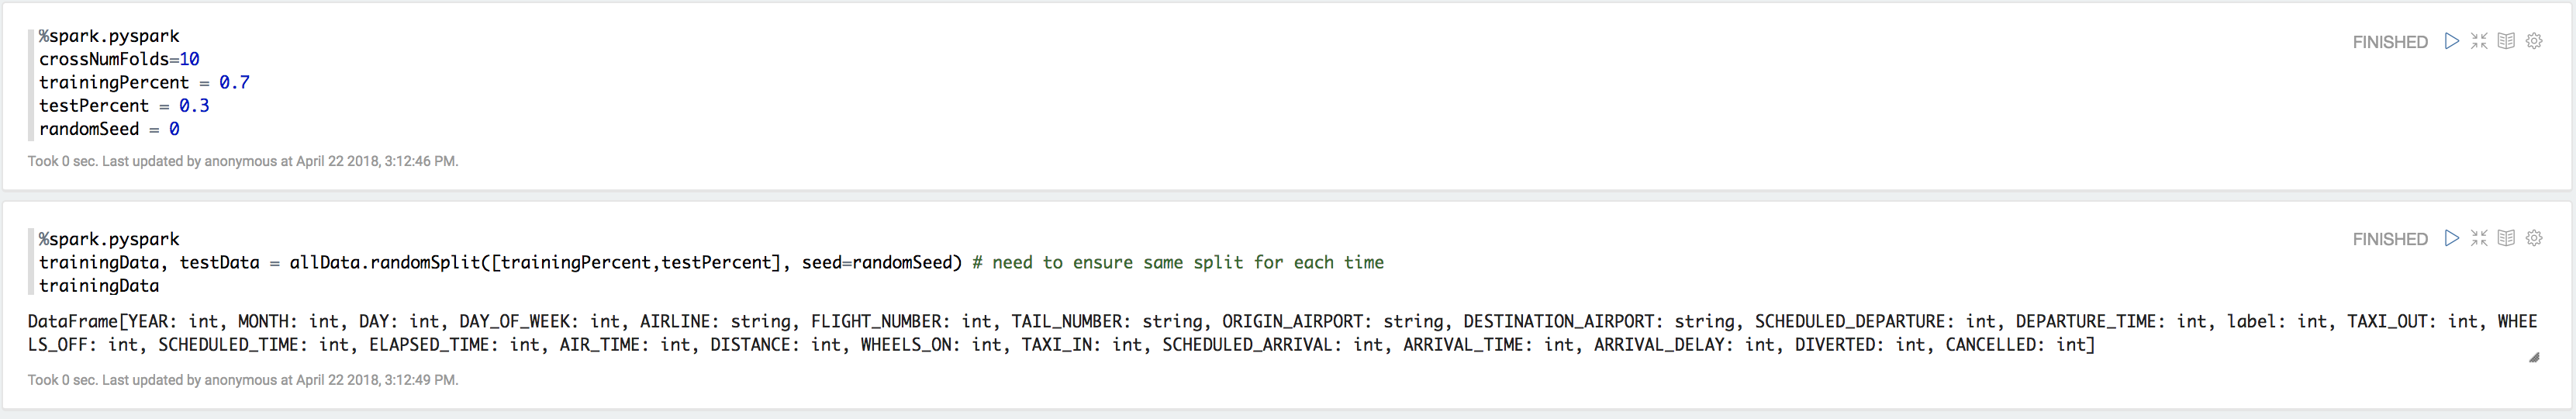 %spark.pyspark
FINISHED
crossNumFolds=10
trainingPercent = 0.7
testPercent = 0.3
randomSeed = 0
Took 0 sec. Last updated by anonymous at April 22 2018, 3:12:46 PM.
%spark.pyspark
FINISHED
trainingData, testData = allData.randomSplit([trainingPercent,testPercent], seed=randomSeed) # need to ensure same split for each time
trainingData
DataFrame[YEAR: int, MONTH: int, DAY: int, DAY_OF_WEEK: int, AIRLINE: string, FLIGHT_NUMBER: int, TAIL_NUMBER: string, ORIGIN_AIRPORT: string, DESTINATION_AIRPORT: string, SCHEDULED_DEPARTURE: int, DEPARTURE_TIME: int, label: int, TAXI_OUT: int, WHEE
LS_OFF: int, SCHEDULED_TIME: int, ELAPSED_TIME: int, AIR_TIME: int, DISTANCE: int, WHEELS_ON: int, TAXI_IN: int, SCHEDULED_ARRIVAL: int, ARRIVAL_TIME: int, ARRIVAL_DELAY: int, DIVERTED: int, CANCELLED: int]
Took 0 sec. Last updated by anonymous at April 22 2018, 3:12:49 PM.